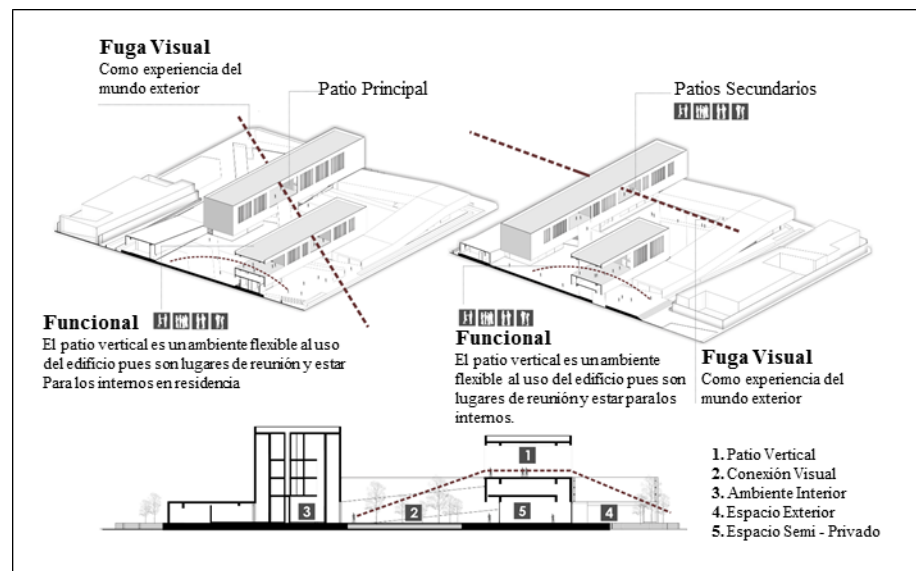 Fuga Visual
Como experiencia del
mundo exterior
Patio Principal
Patios Secundarios
Funcional
El patio vertical es un ambiente flexible al uso
del edificio pues son lugares de reunión y estar
Para los internos en residencia
Funcional
El patio vertical es un ambiente
flexible al uso del edificio pues son
lugares de reunión y estar para los
internos.
Fuga Visual
Como experiencia del
mundo exterior
1
2
3
4
5
1. Patio Vertical
2. Conexión Visual
3. Ambiente Interior
4. Espacio Exterior
5. Espacio Semi - Privado